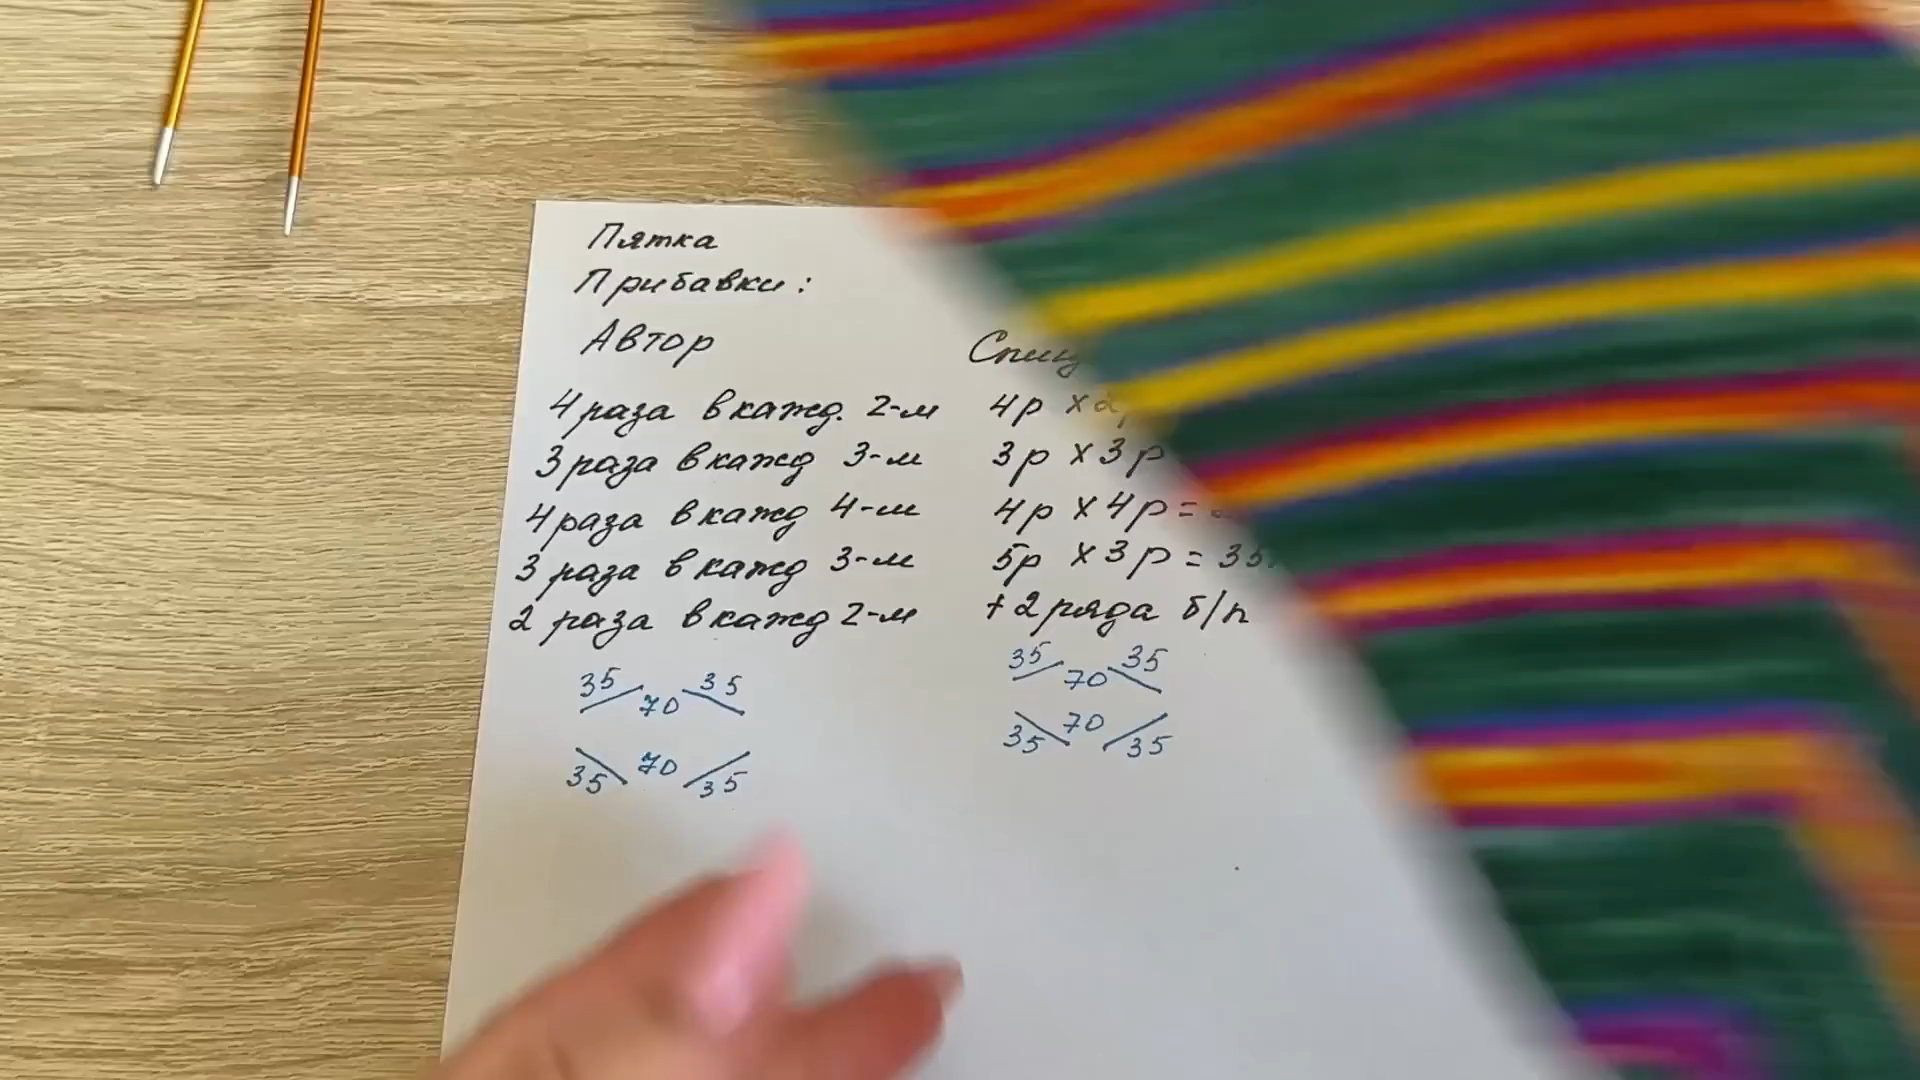 Пятка
Прибавки:
Автор
4 раза в кажд. 2-м 4р х 2
3 раза в кажд 3-м 3р х 3р
4 раза в кажд 4-м 4р х 4р =
3 раза в кажд 3-м 5р х 3р = 35
2 раза в кажд 2-м + 2 ряда б/п
35 70 35 35 70 35
35 70 35 35 70 35